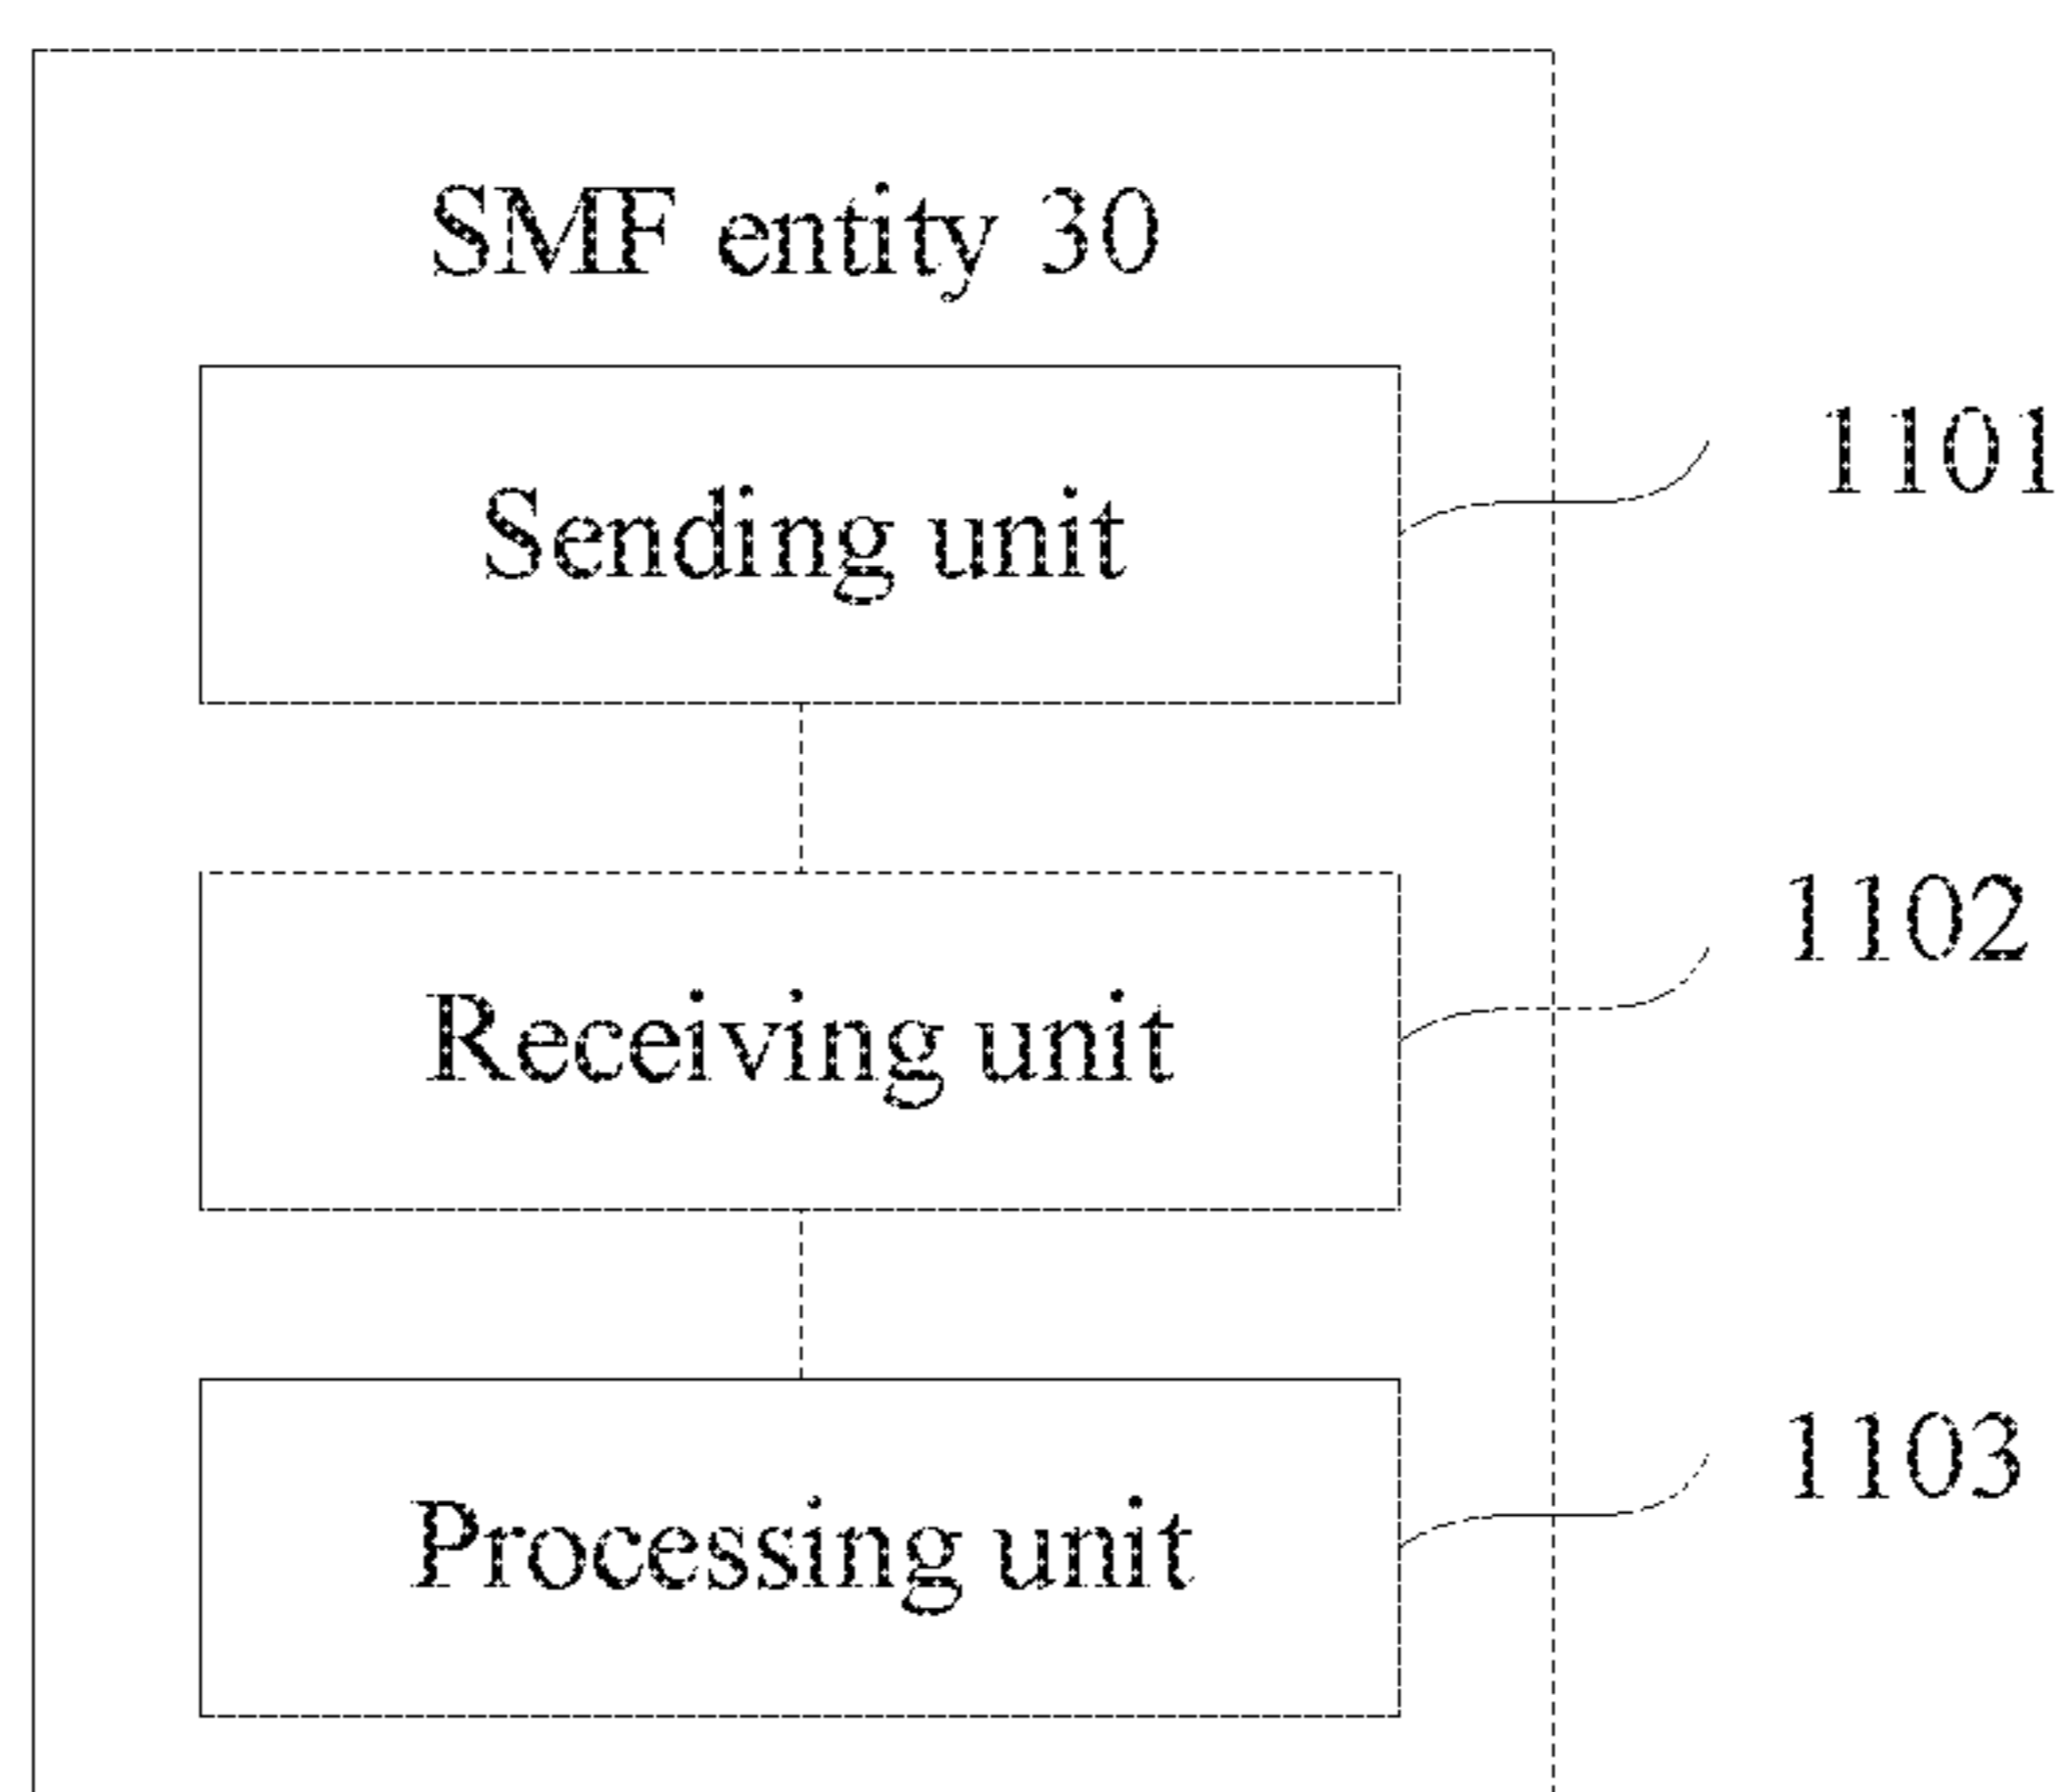 SMF entity 30
Sending unit
1101
Receiving unit
1102
Processing unit
1103